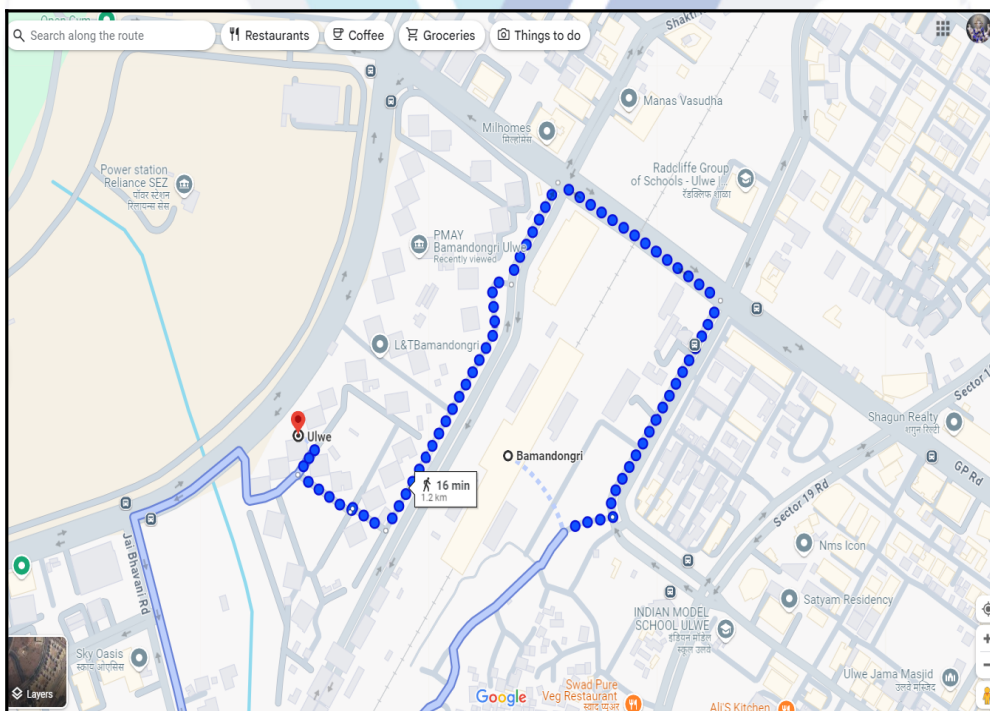 Open Gym
Search along the route
Restaurants
Coffee
Groceries
Things to do
Manas Vasudha
Milhomes
मिल्होमेस
Radcliffe Group
of Schools - Ulwe |...
रॅडक्लिफ शाळा
Power station
Reliance SEZ
पॉवर स्टेशन
रिलायन्स सेस
PMAY
Bamandongri Ulwe
Recently viewed
L&TBamandongri
Ulwe
Bamandongri
16 min
1.2 km
Shagun Realty
शगुन रिल्टी
GP Rd
Sector 19 Rd
Jai Bhavani Rd
Nms Icon
Satyam Residency
INDIAN MODEL
SCHOOL ULWE
इंडियन मॉडेल
स्कूल उलवे
Sky Oasis
स्काय ओएसिस
Ulwe Jama Masjid
उलवे मस्जिद
Layers
Google
Swad Pure
Veg Restaurant
Ali'S Kitchen